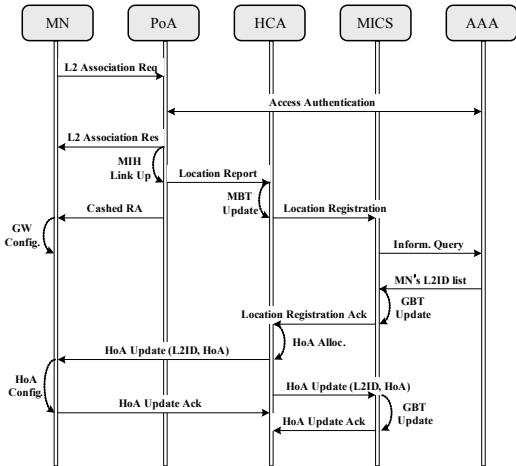 MN PoA HCA MICS AAA
L2 Association Req
Access Authentication
L2 Association Res
MIH
Link Up
Location Report
Cashed RA
MBT
Update
Location Registration
GW
Config.
Inform. Query
MN's L2ID list
GBT
Update
Location Registration Ack
HoA Alloc.
HoA Update (L2ID, HoA)
HoA
Config.
HoA Update (L2ID, HoA)
HoA Update Ack
GBT
Update
HoA Update Ack